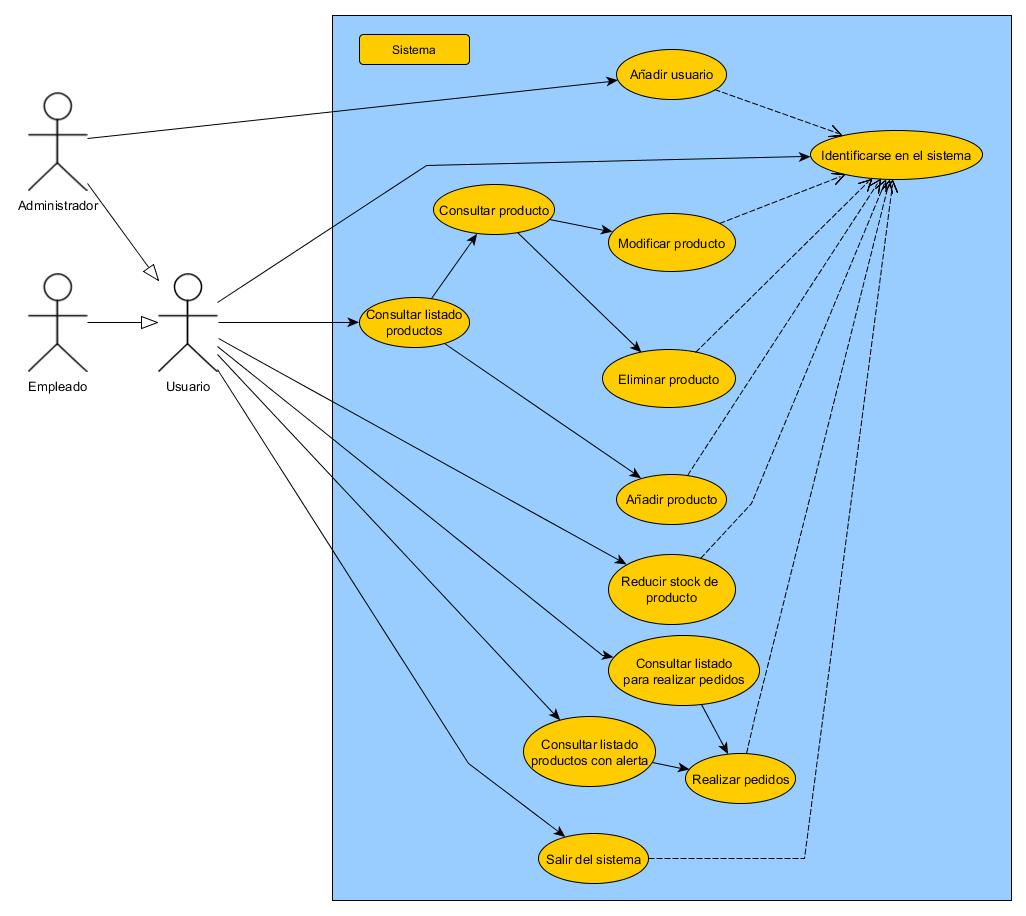 Sistema
Añadir usuario
Identificarse en el sistema
Administrador
Consultar producto
Modificar producto
Consultar listado
productos
Eliminar producto
Empleado
Usuario
Añadir producto
Reducir stock de
producto
Consultar listado
para realizar pedidos
Consultar listado
productos con alerta
Realizar pedidos
Salir del sistema